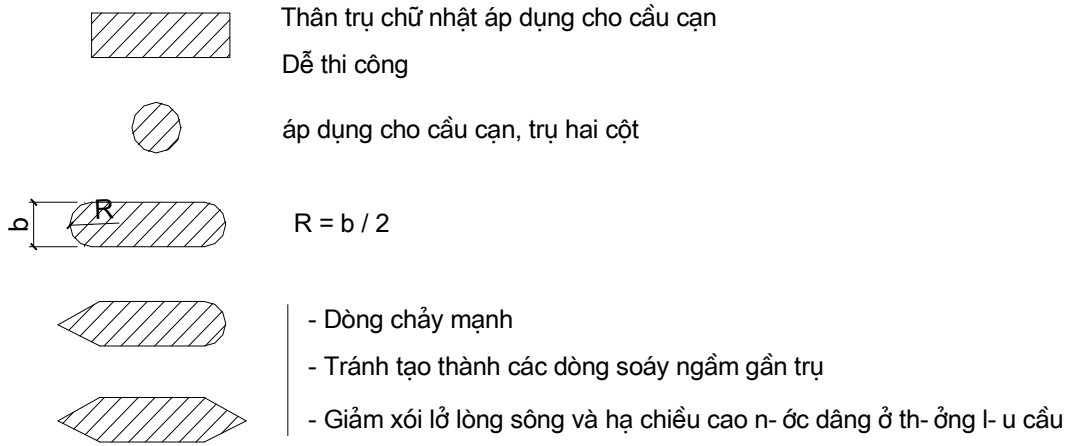 Thân trụ chữ nhật áp dụng cho cầu cạn
Dễ thi công
áp dụng cho cầu cạn, trụ hai cột
b
R
R = b / 2
- Dòng chảy mạnh
- Tránh tạo thành các dòng soáy ngầm gần trụ
- Giảm xói lở lòng sông và hạ chiều cao n- ớc dâng ở th- ởng l- u cầu